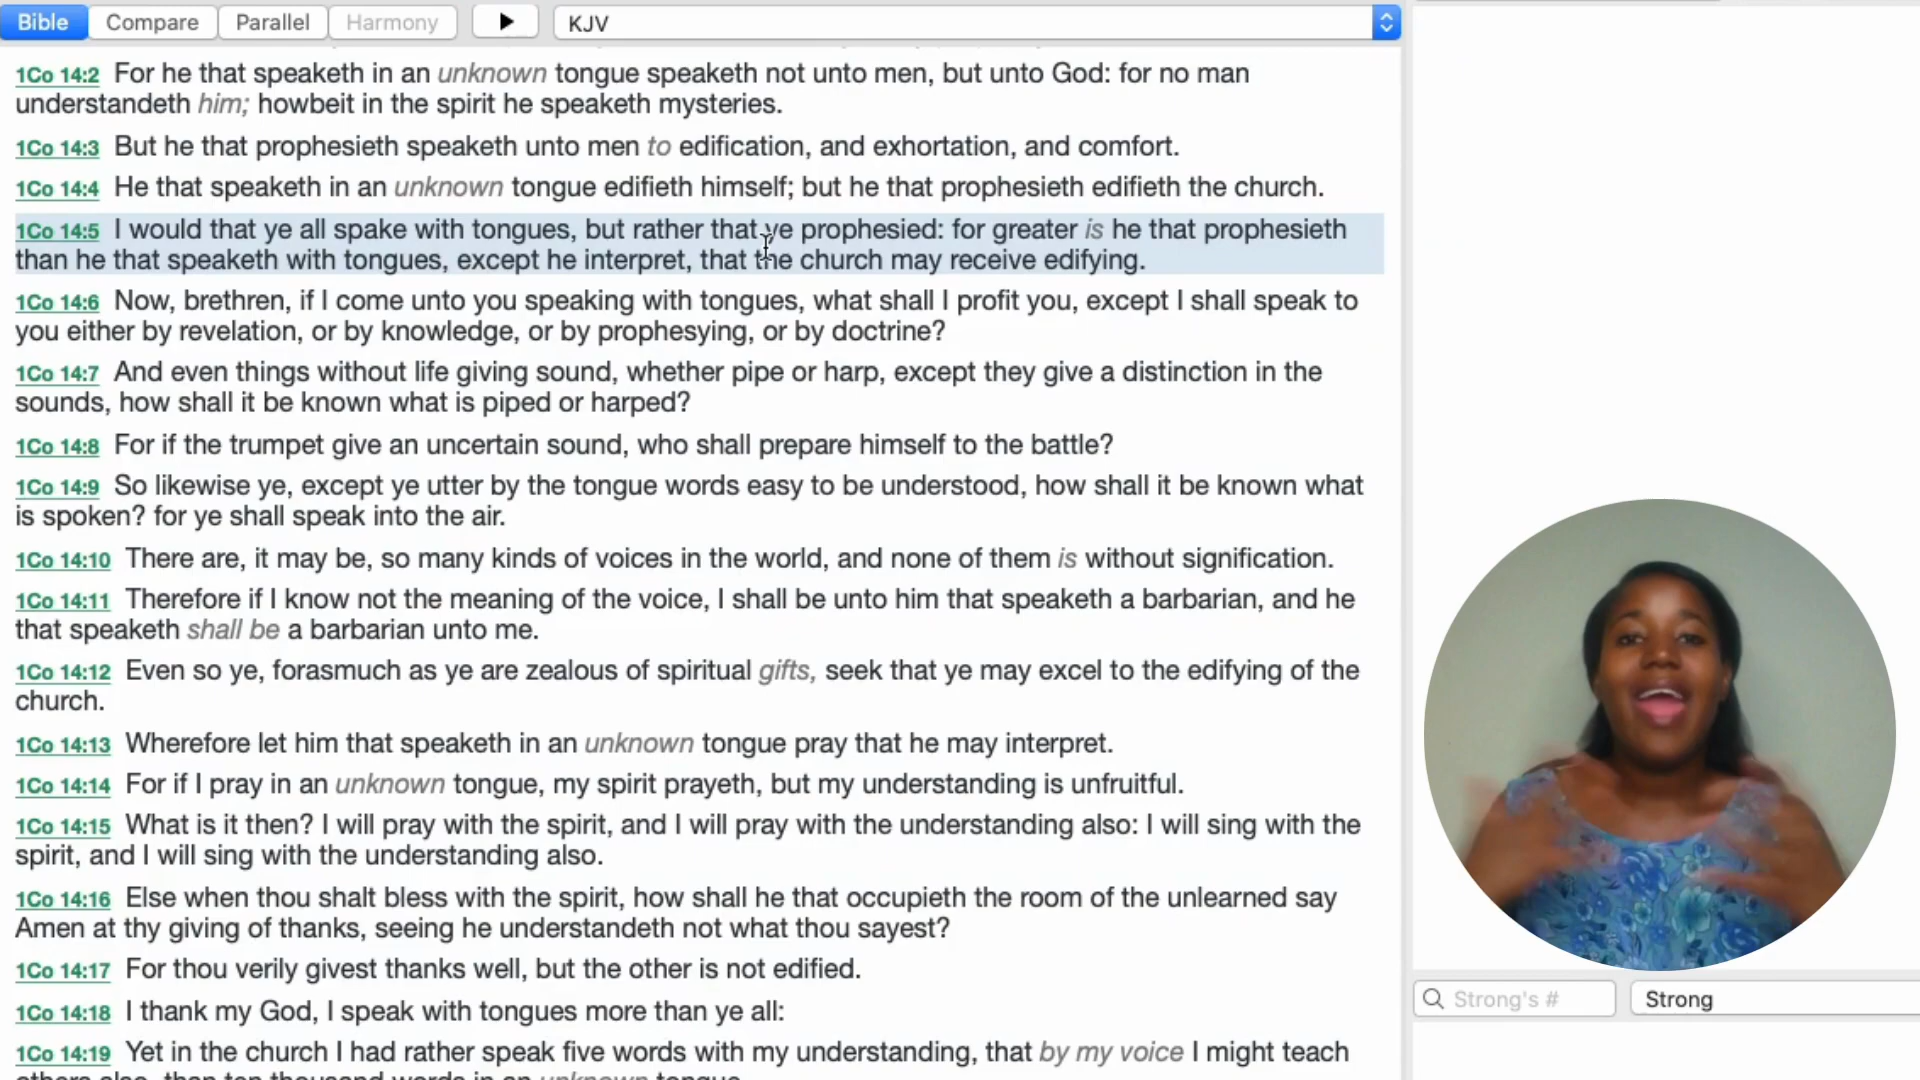 Bible Compare Parallel Harmony KJV
1Co 14:2 For he that speaketh in an unknown tongue speaketh not unto men, but unto God: for no man
understandeth him; howbeit in the spirit he speaketh mysteries.
1Co 14:3 But he that prophesieth speaketh unto men to edification, and exhortation, and comfort.
1Co 14:4 He that speaketh in an unknown tongue edifieth himself; but he that prophesieth edifieth the church.
1Co 14:5 I would that ye all spake with tongues, but rather that ye prophesied: for greater is he that prophesieth
than he that speaketh with tongues, except he interpret, that the church may receive edifying.
1Co 14:6 Now, brethren, if I come unto you speaking with tongues, what shall I profit you, except I shall speak to
you either by revelation, or by knowledge, or by prophesying, or by doctrine?
1Co 14:7 And even things without life giving sound, whether pipe or harp, except they give a distinction in the
sounds, how shall it be known what is piped or harped?
1Co 14:8 For if the trumpet give an uncertain sound, who shall prepare himself to the battle?
1Co 14:9 So likewise ye, except ye utter by the tongue words easy to be understood, how shall it be known what
is spoken? for ye shall speak into the air.
1Co 14:10 There are, it may be, so many kinds of voices in the world, and none of them is without signification.
1Co 14:11 Therefore if I know not the meaning of the voice, I shall be unto him that speaketh a barbarian, and he
that speaketh shall be a barbarian unto me.
1Co 14:12 Even so ye, forasmuch as ye are zealous of spiritual gifts, seek that ye may excel to the edifying of the
church.
1Co 14:13 Wherefore let him that speaketh in an unknown tongue pray that he may interpret.
1Co 14:14 For if I pray in an unknown tongue, my spirit prayeth, but my understanding is unfruitful.
1Co 14:15 What is it then? I will pray with the spirit, and I will pray with the understanding also: I will sing with the
spirit, and I will sing with the understanding also.
1Co 14:16 Else when thou shalt bless with the spirit, how shall he that occupieth the room of the unlearned say
Amen at thy giving of thanks, seeing he understandeth not what thou sayest?
1Co 14:17 For thou verily givest thanks well, but the other is not edified.
1Co 14:18 I thank my God, I speak with tongues more than ye all:
1Co 14:19 Yet in the church I had rather speak five words with my understanding, that by my voice I might teach
others also, than ten thousand words in an unknown tongue
Strong's # Strong